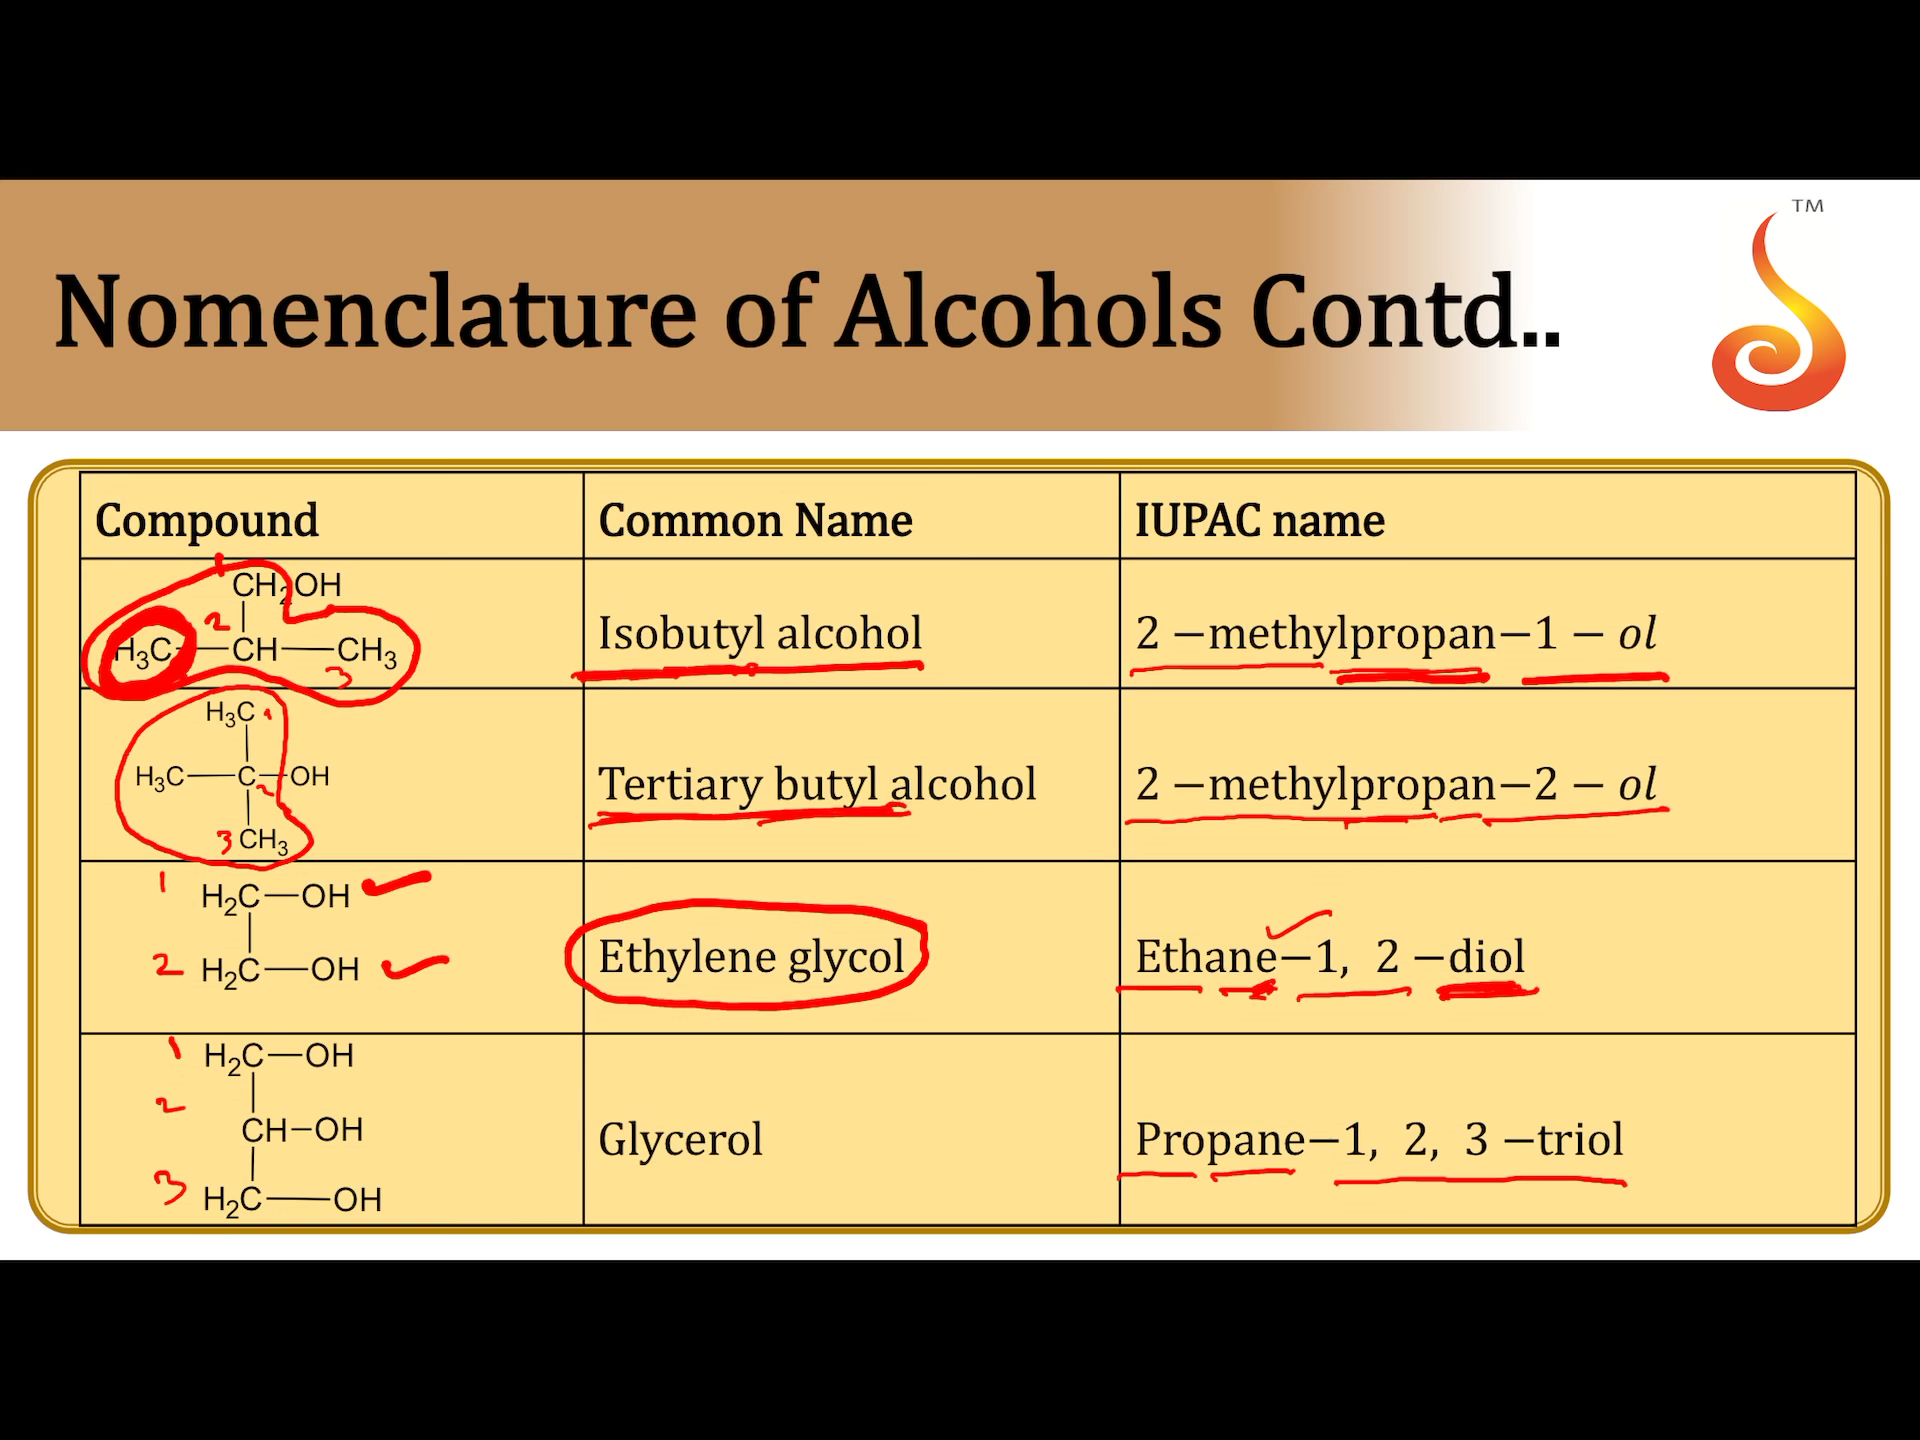 TM
Nomenclature of Alcohols Contd..
Compound Common Name IUPAC name
1
CH2OH
2
H3C CH CH3
3
Isobutyl alcohol
2 −methylpropan−1 − ol
H3C 1
H3C C OH
2
3 CH3
Tertiary butyl alcohol
2 −methylpropan−2 − ol
1 H2C OH
2 H2C OH
Ethylene glycol
Ethane−1, 2 −diol
1 H2C OH
2
CH OH
3 H2C OH
Glycerol
Propane−1, 2, 3 −triol